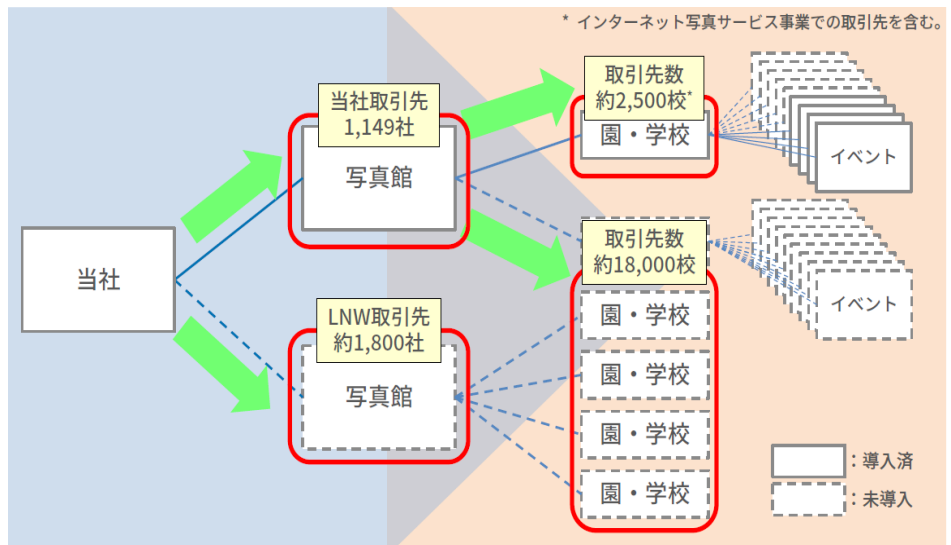 * インターネット写真サービス事業での取引先を含む。
当社取引先
1,149社
写真館
取引先数
約2,500校*
園・学校
イベント
当社
取引先数
約18,000校
イベント
LNW取引先
約1,800社
写真館
園・学校
園・学校
園・学校
園・学校
:導入済
:未導入